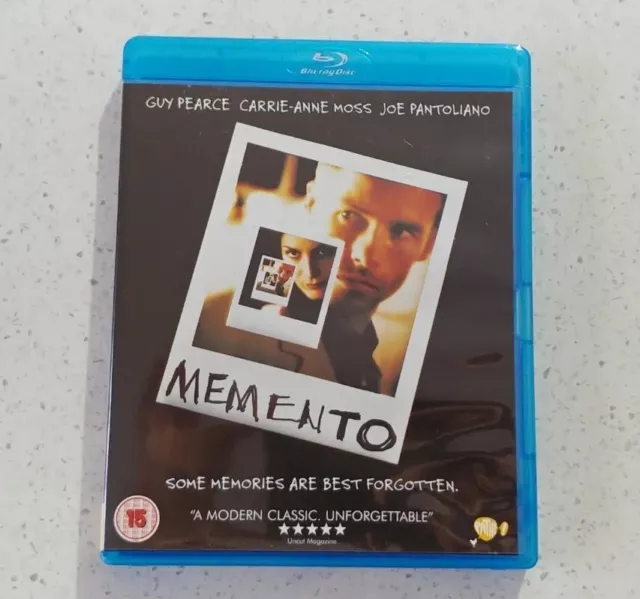 Blu-ray Disc
GUY PEARCE CARRIE-ANNE MOSS JOE PANTOLIANO
MEMENTO
SOME MEMORIES ARE BEST FORGOTTEN.
"A MODERN CLASSIC. UNFORGETTABLE"
★★★★★
Uncut Magazine
15
PATHE!